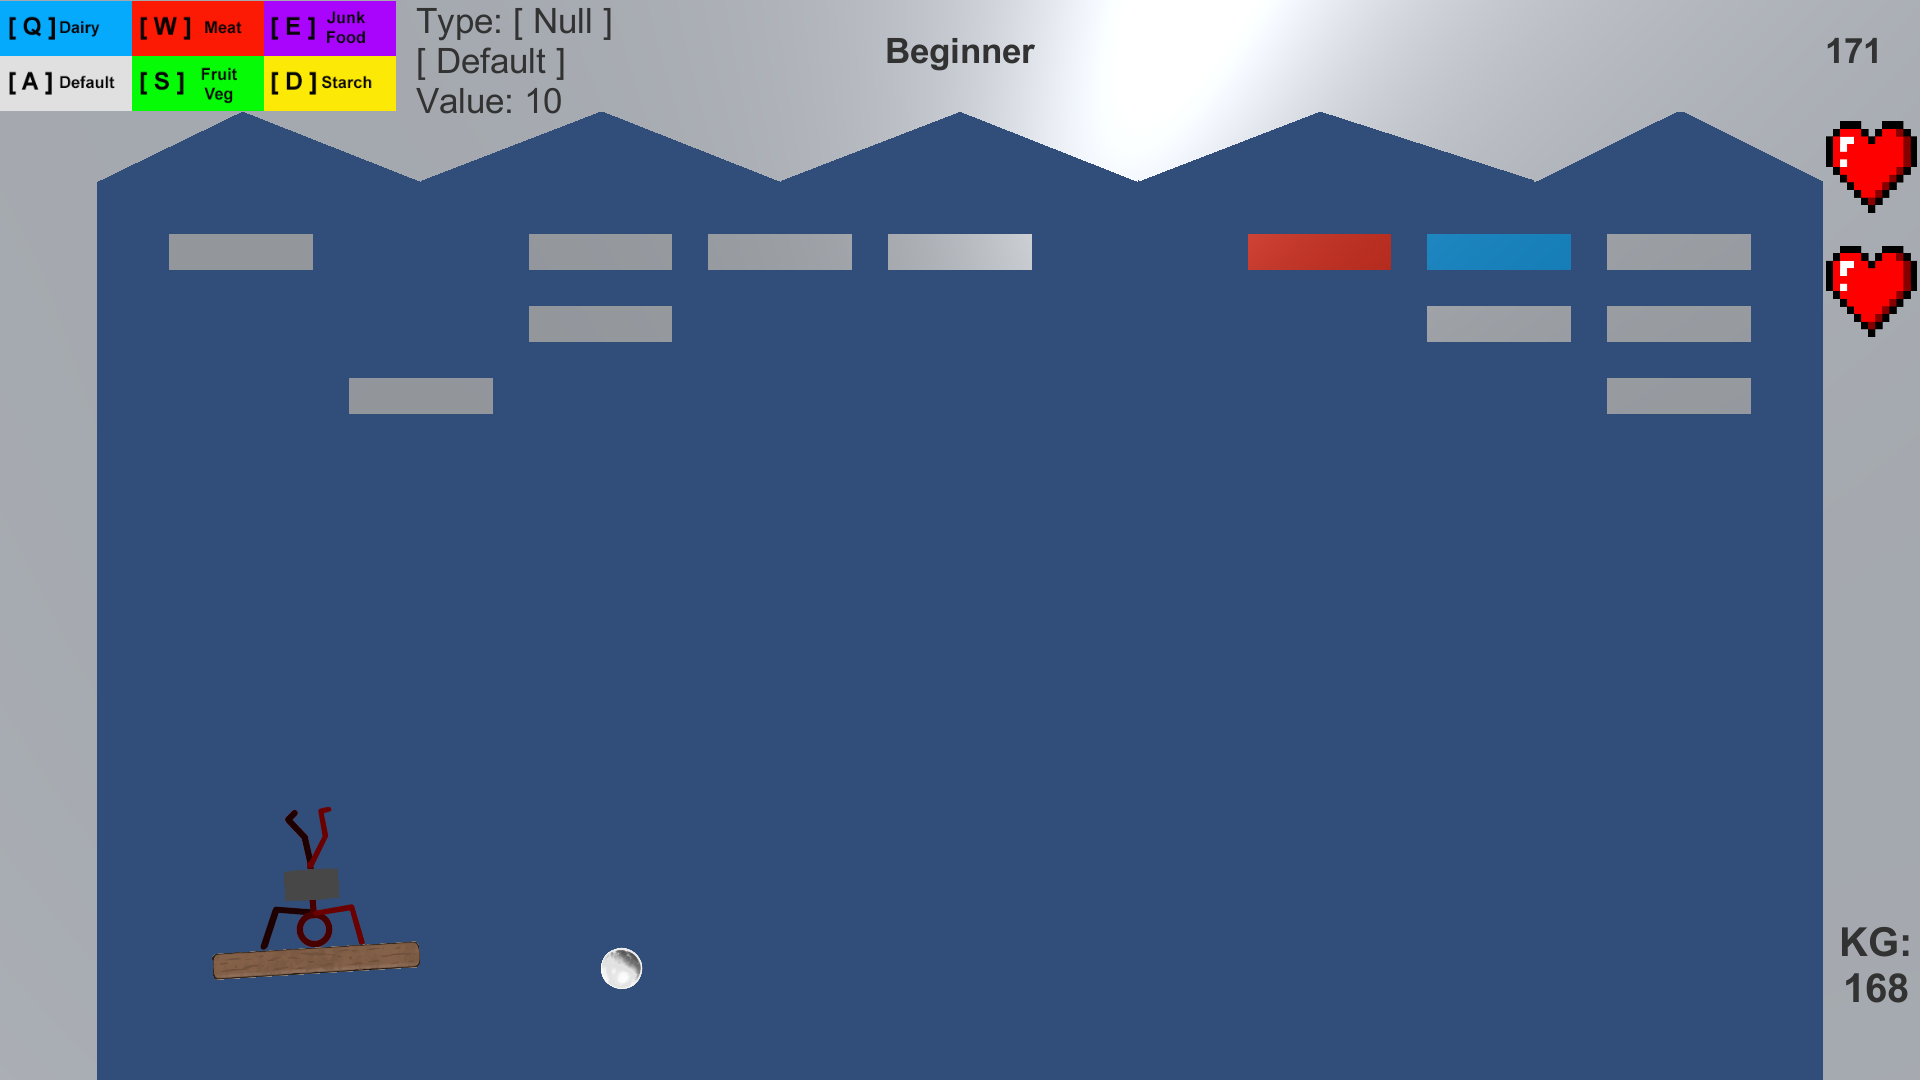 [ Q ] Dairy
[ W ] Meat
[ E ] Junk
Food
[ A ] Default
[ S ] Fruit
Veg
[ D ] Starch
Type: [ Null ]
[ Default ]
Value: 10
Beginner
171
KG:
168